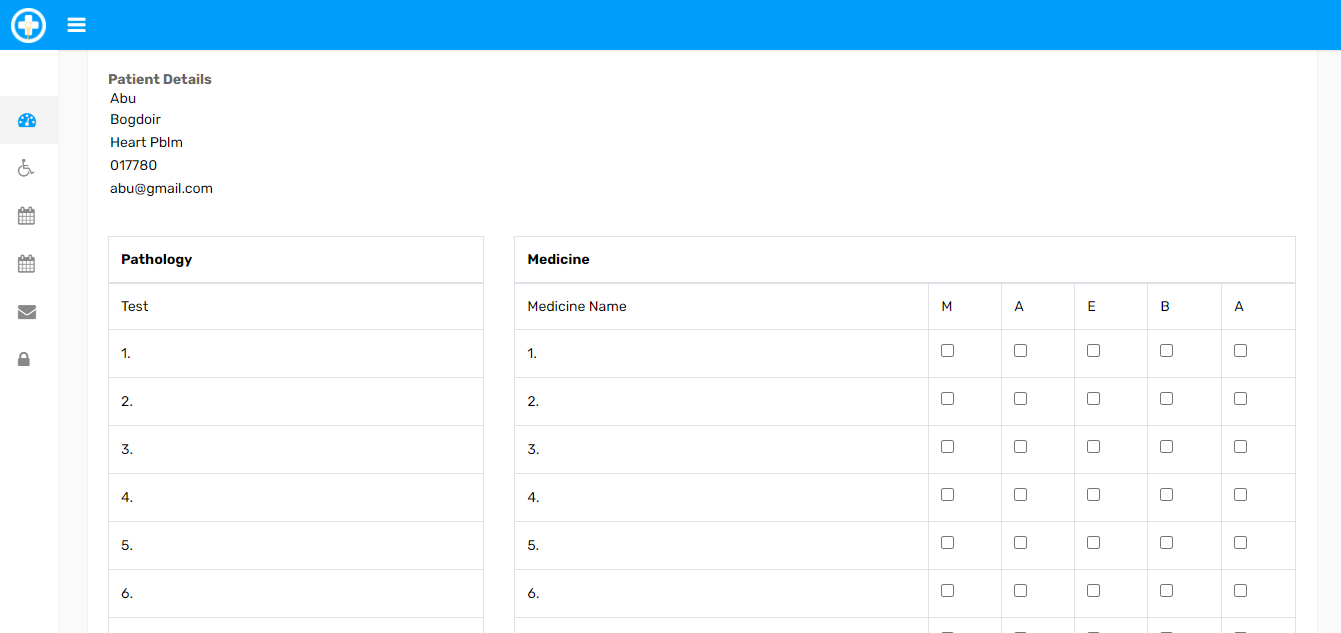 Patient Details
Abu
Bogdoir
Heart Pblm
017780
abu@gmail.com
Pathology
Test
1.
2.
3.
4.
5.
6.
Medicine
Medicine Name M A E B A
1.
2.
3.
4.
5.
6.